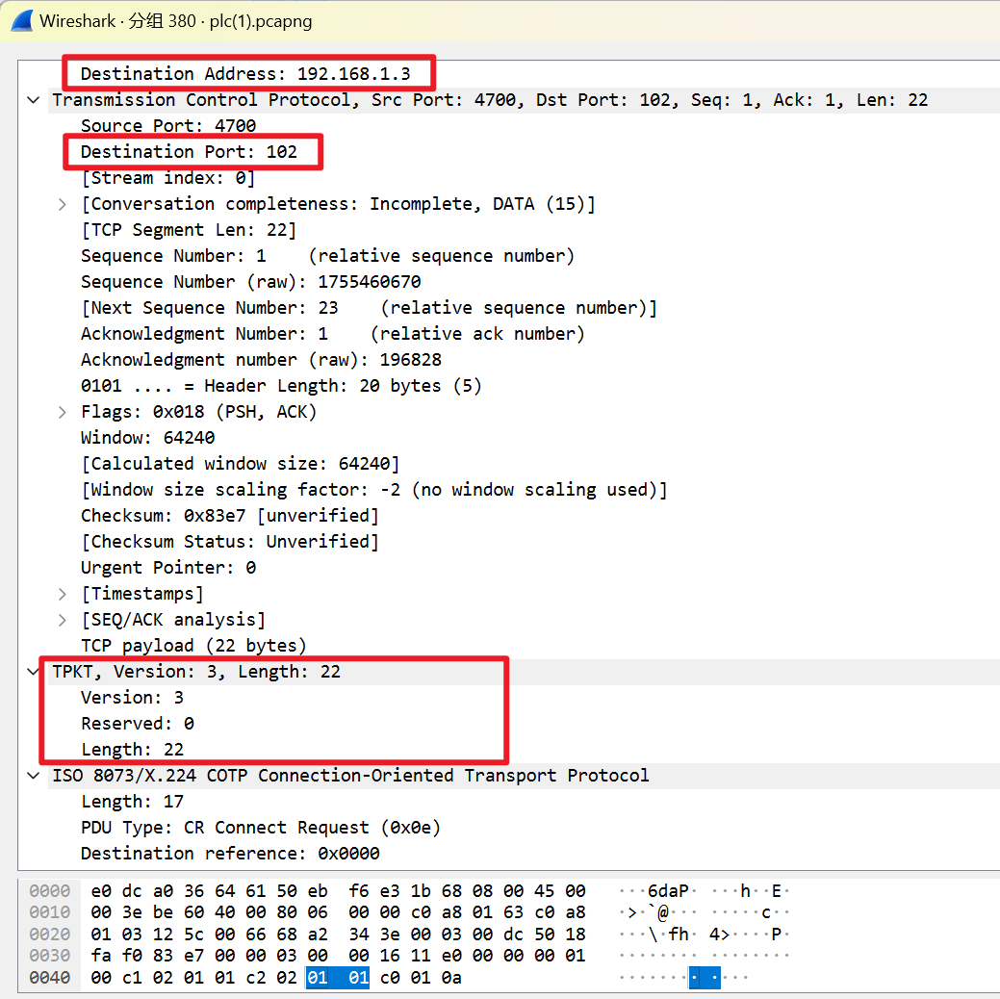 Wireshark · 分组 380 · plc(1).pcapng
Destination Address: 192.168.1.3
Transmission Control Protocol, Src Port: 4700, Dst Port: 102, Seq: 1, Ack: 1, Len: 22
Source Port: 4700
Destination Port: 102
[Stream index: 0]
[Conversation completeness: Incomplete, DATA (15)]
[TCP Segment Len: 22]
Sequence Number: 1    (relative sequence number)
Sequence Number (raw): 1755460670
[Next Sequence Number: 23    (relative sequence number)]
Acknowledgment Number: 1    (relative ack number)
Acknowledgment number (raw): 196828
0101 .... = Header Length: 20 bytes (5)
Flags: 0x018 (PSH, ACK)
Window: 64240
[Calculated window size: 64240]
[Window size scaling factor: -2 (no window scaling used)]
Checksum: 0x83e7 [unverified]
[Checksum Status: Unverified]
Urgent Pointer: 0
[Timestamps]
[SEQ/ACK analysis]
TCP payload (22 bytes)
TPKT, Version: 3, Length: 22
Version: 3
Reserved: 0
Length: 22
ISO 8073/X.224 COTP Connection-Oriented Transport Protocol
Length: 17
PDU Type: CR Connect Request (0x0e)
Destination reference: 0x0000
0000 e0 dc a0 36 64 61 50 eb f6 e3 1b 68 08 00 45 00 ···6daP· ···h··E·
0010 00 3e be 60 40 00 80 06 00 00 c0 a8 01 63 c0 a8 ·>·`@··· ·····c··
0020 01 03 12 5c 00 66 68 a2 34 3e 00 03 00 dc 50 18 ···\·fh· 4>····P·
0030 fa f0 83 e7 00 00 03 00 00 16 11 e0 00 00 00 01 ········ ········
0040 00 c1 02 01 01 c2 02 01 01 c0 01 0a ········ ····